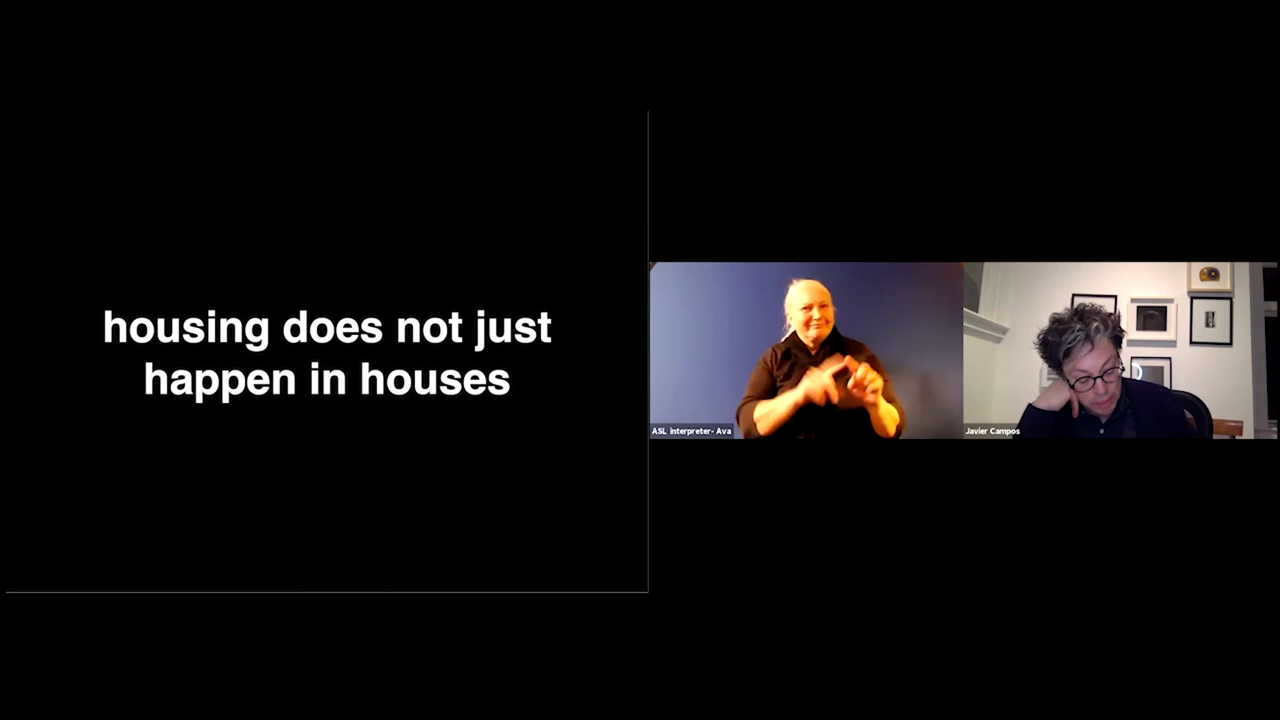 housing does not just
happen in houses
ASL interpreter- Ava
Javier Campos